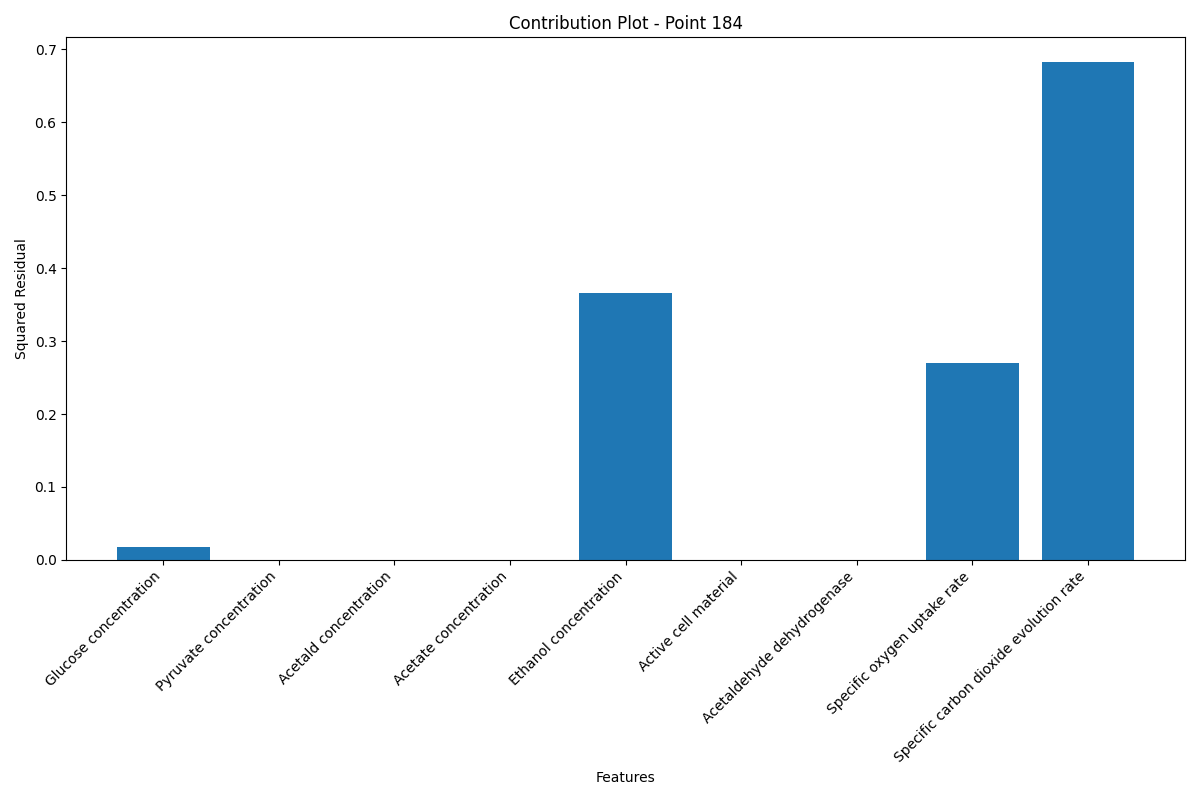 Contribution Plot - Point 184
Squared Residual
0.7
0.6
0.5
0.4
0.3
0.2
0.1
0.0
Glucose concentration
Pyruvate concentration
Acetald concentration
Acetate concentration
Ethanol concentration
Active cell material
Acetaldehyde dehydrogenase
Specific oxygen uptake rate
Specific carbon dioxide evolution rate
Features